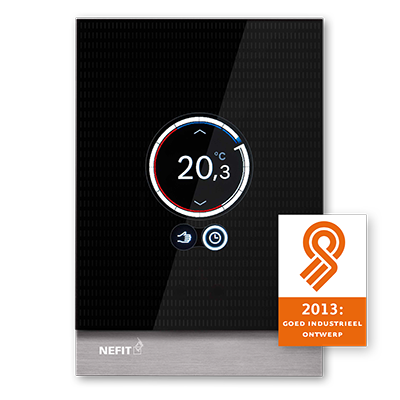 °C
20,3
NEFIT
2013:
GOED INDUSTRIEEL
ONTWERP